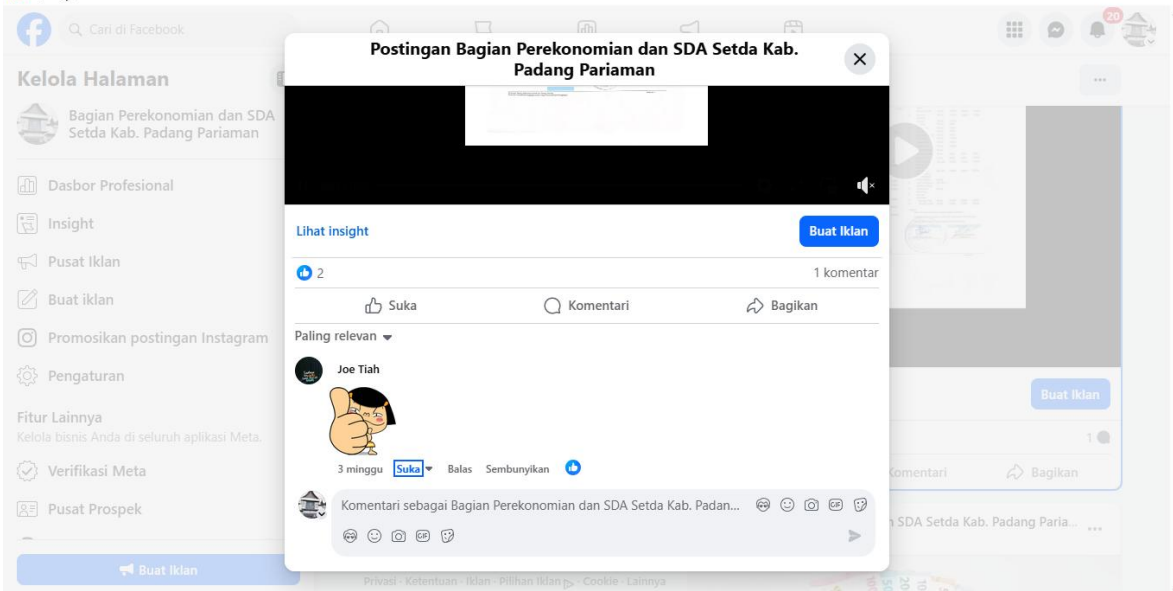 Cari di Facebook
20
Kelola Halaman
Bagian Perekonomian dan SDA
Setda Kab. Padang Pariaman
Dasbor Profesional
Insight
Pusat Iklan
Buat iklan
Promosikan postingan Instagram
Pengaturan
Fitur Lainnya
Kelola bisnis Anda di seluruh aplikasi Meta.
Verifikasi Meta
Pusat Prospek
Buat Iklan
Postingan Bagian Perekonomian dan SDA Setda Kab.
Padang Pariaman
Lihat insight
Buat Iklan
2
1 komentar
Suka
Komentari
Bagikan
Paling relevan
Joe Tiah
3 minggu Suka Balas Sembunyikan
Komentari sebagai Bagian Perekonomian dan SDA Setda Kab. Padan...
GIF
GIF
Privasi · Ketentuan · Iklan · Pilihan Iklan · Cookie · Lainnya
Buat Iklan
1
Komentari
Bagikan
n SDA Setda Kab. Padang Paria...